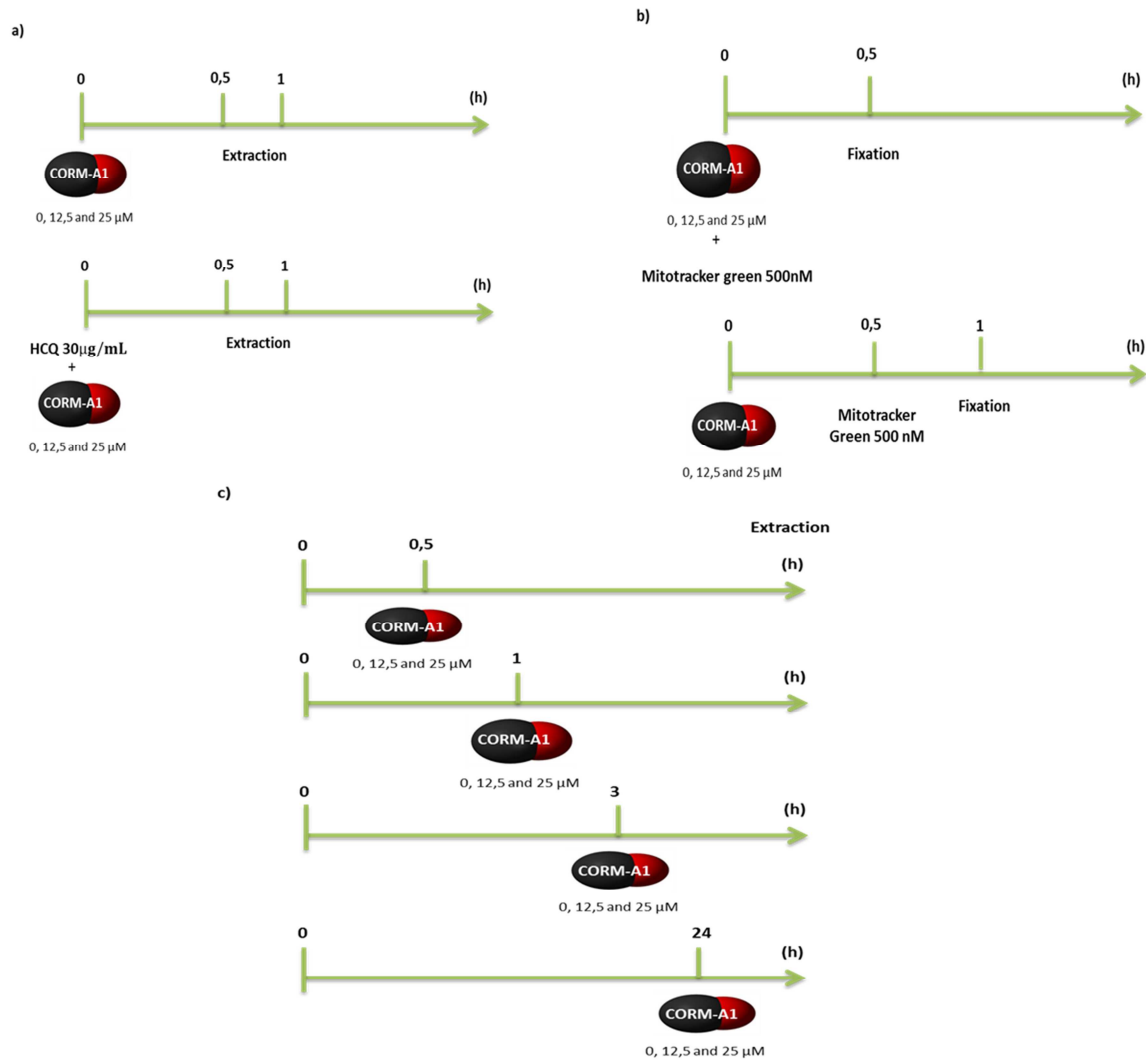 a)
0
0,5
1
(h)
CORM-A1
Extraction
0, 12,5 and 25 μM
0
0,5
1
(h)
HCQ 30μg/mL
+
Extraction
CORM-A1
0, 12,5 and 25 μM
b)
0
0,5
(h)
CORM-A1
Fixation
0, 12,5 and 25 μM
+
Mitotracker green 500nM
0
0,5
1
(h)
CORM-A1
Mitotracker
Green 500 nM
Fixation
0, 12,5 and 25 μM
c)
Extraction
0
0,5
(h)
CORM-A1
0, 12,5 and 25 μM
0
1
(h)
CORM-A1
0, 12,5 and 25 μM
0
3
(h)
CORM-A1
0, 12,5 and 25 μM
0
24
(h)
CORM-A1
0, 12,5 and 25 μM